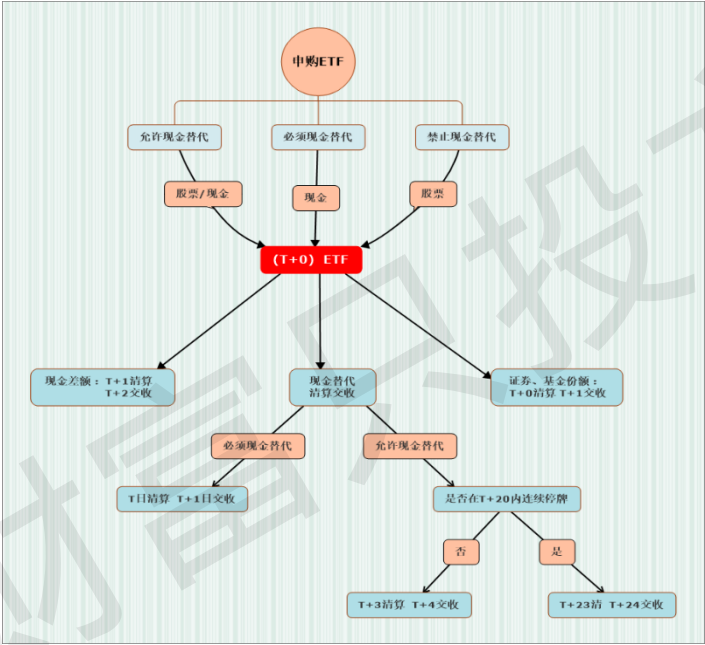 申购ETF
允许现金替代
必须现金替代
禁止现金替代
股票/现金
现金
股票
(T+0) ETF
现金差额：T+1清算
T+2交收
现金替代
清算交收
证券、基金份额：
T+0清算 T+1交收
必须现金替代
允许现金替代
T日清算 T+1日交收
是否在T+20内连续停牌
否
是
T+3清算 T+4交收
T+23清 T+24交收
财富只投